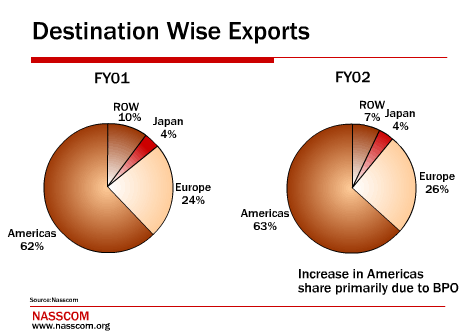 Destination Wise Exports
FY01
FY02
ROW
10%
Japan
4%
Europe
24%
Americas
62%
ROW
7%
Japan
4%
Europe
26%
Americas
63%
Increase in Americas
share primarily due to BPO
Source:Nasscom
NASSCOM
www.nasscom.org